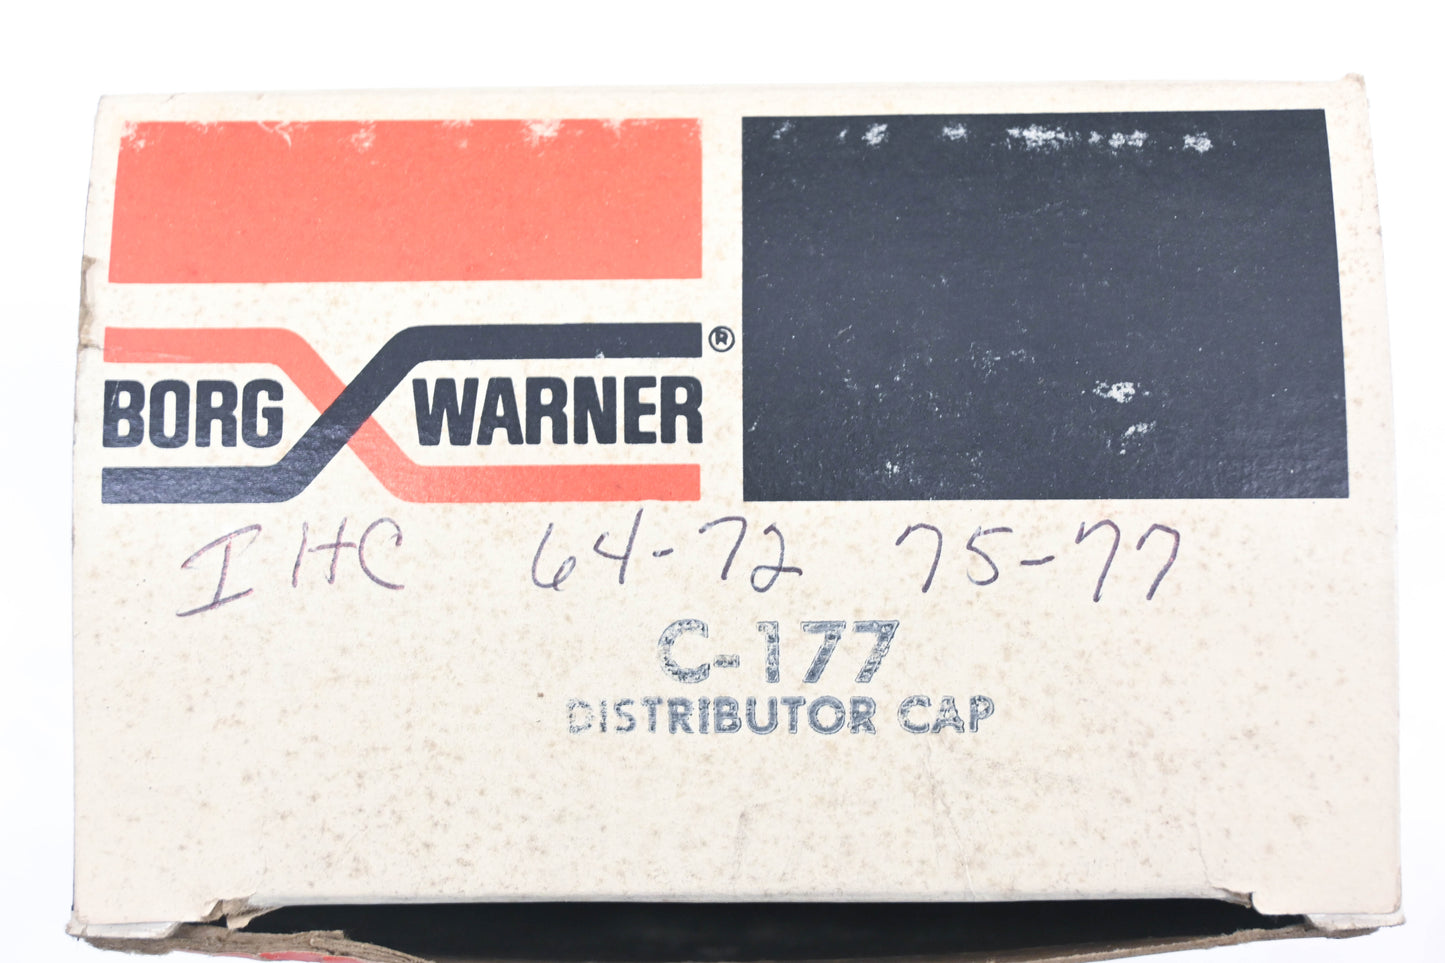 BORG WARNER®
IHC 64-72 75-77
C-177
DISTRIBUTOR CAP